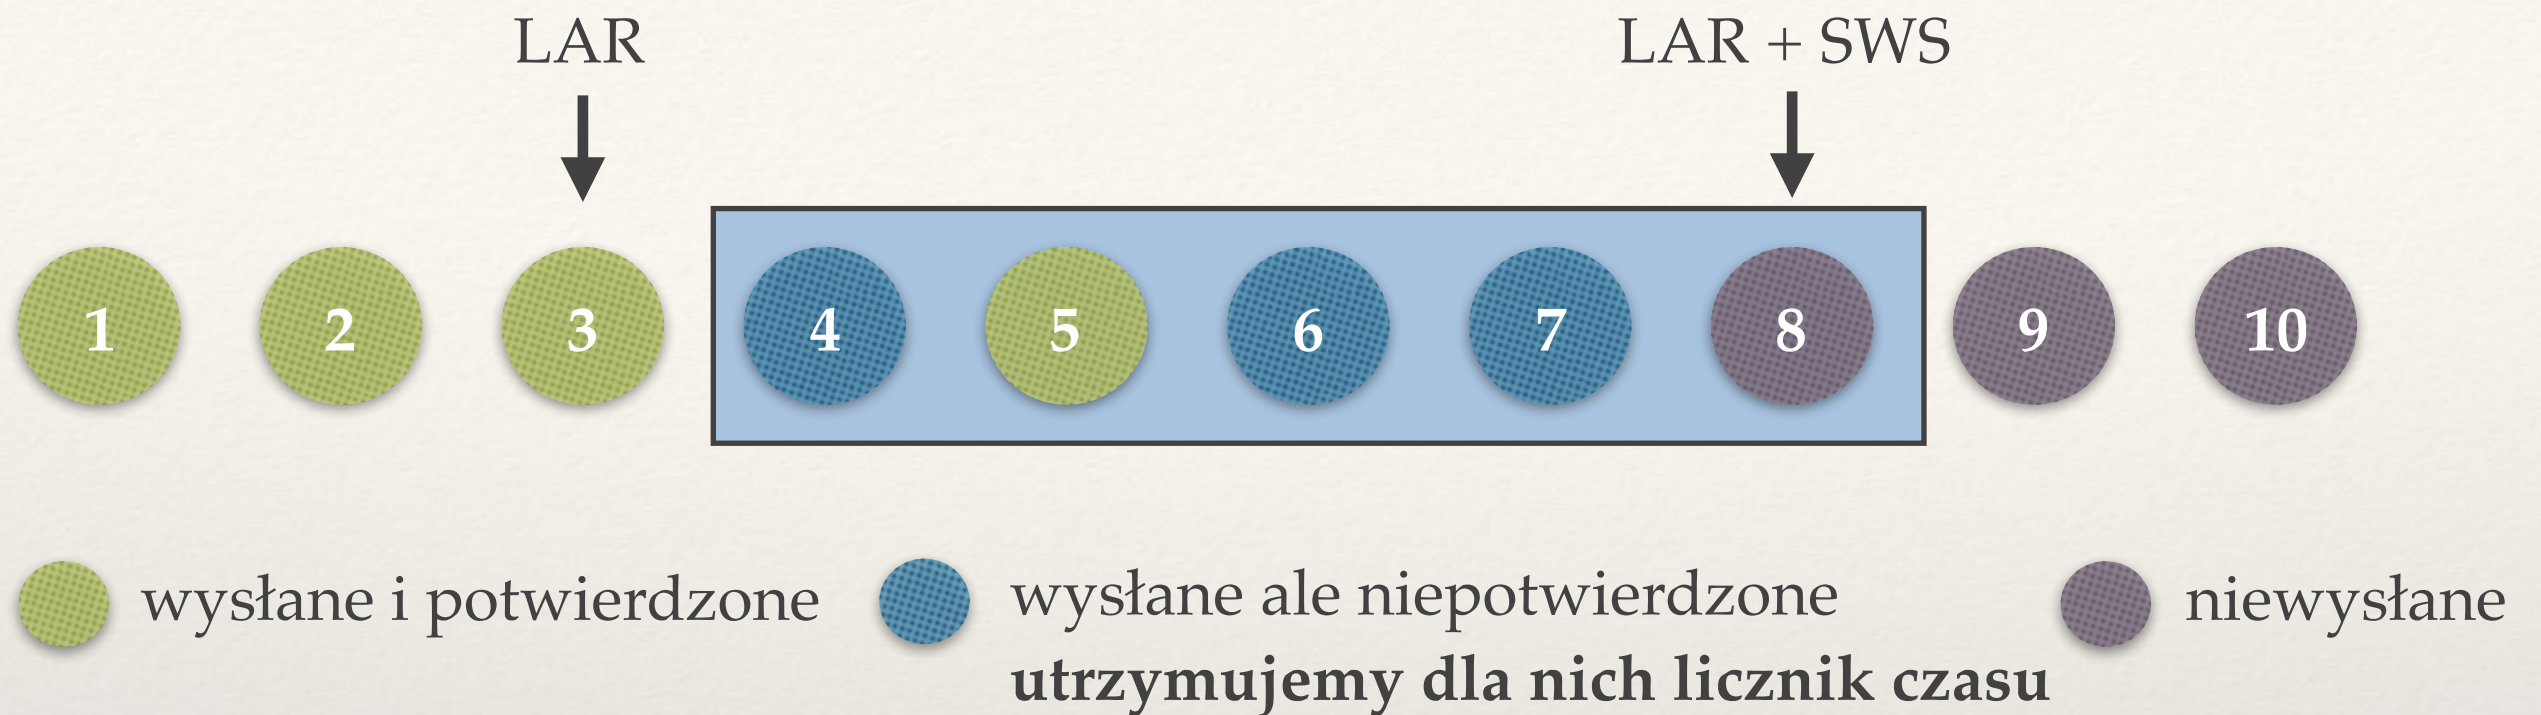 LAR LAR + SWS
1 2 3 4 5 6 7 8 9 10
wysłane i potwierdzone wysłane ale niepotwierdzone niewysłane
utrzymujemy dla nich licznik czasu